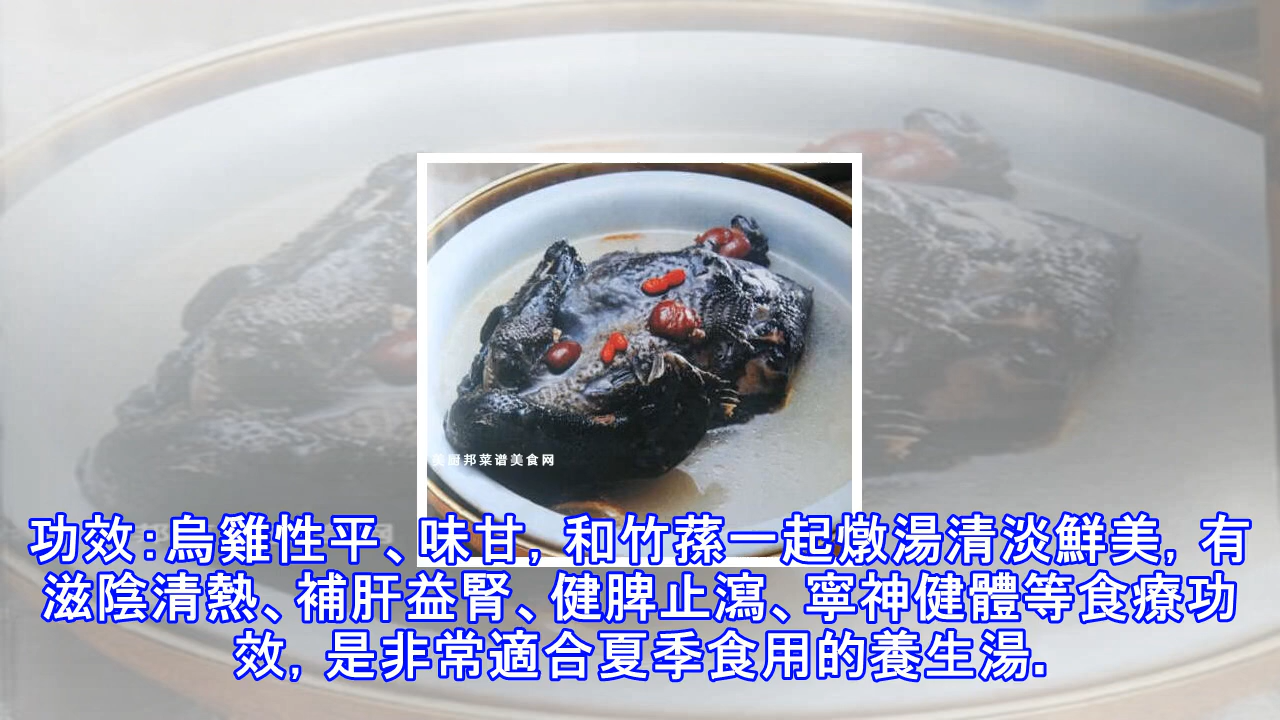 厨邦菜谱美食网
功效:烏雞性平、味甘, 和竹蓀一起燉湯清淡鮮美, 有
滋陰清熱、補肝益腎、健脾止瀉、寧神健體等食療功
效, 是非常適合夏季食用的養生湯.